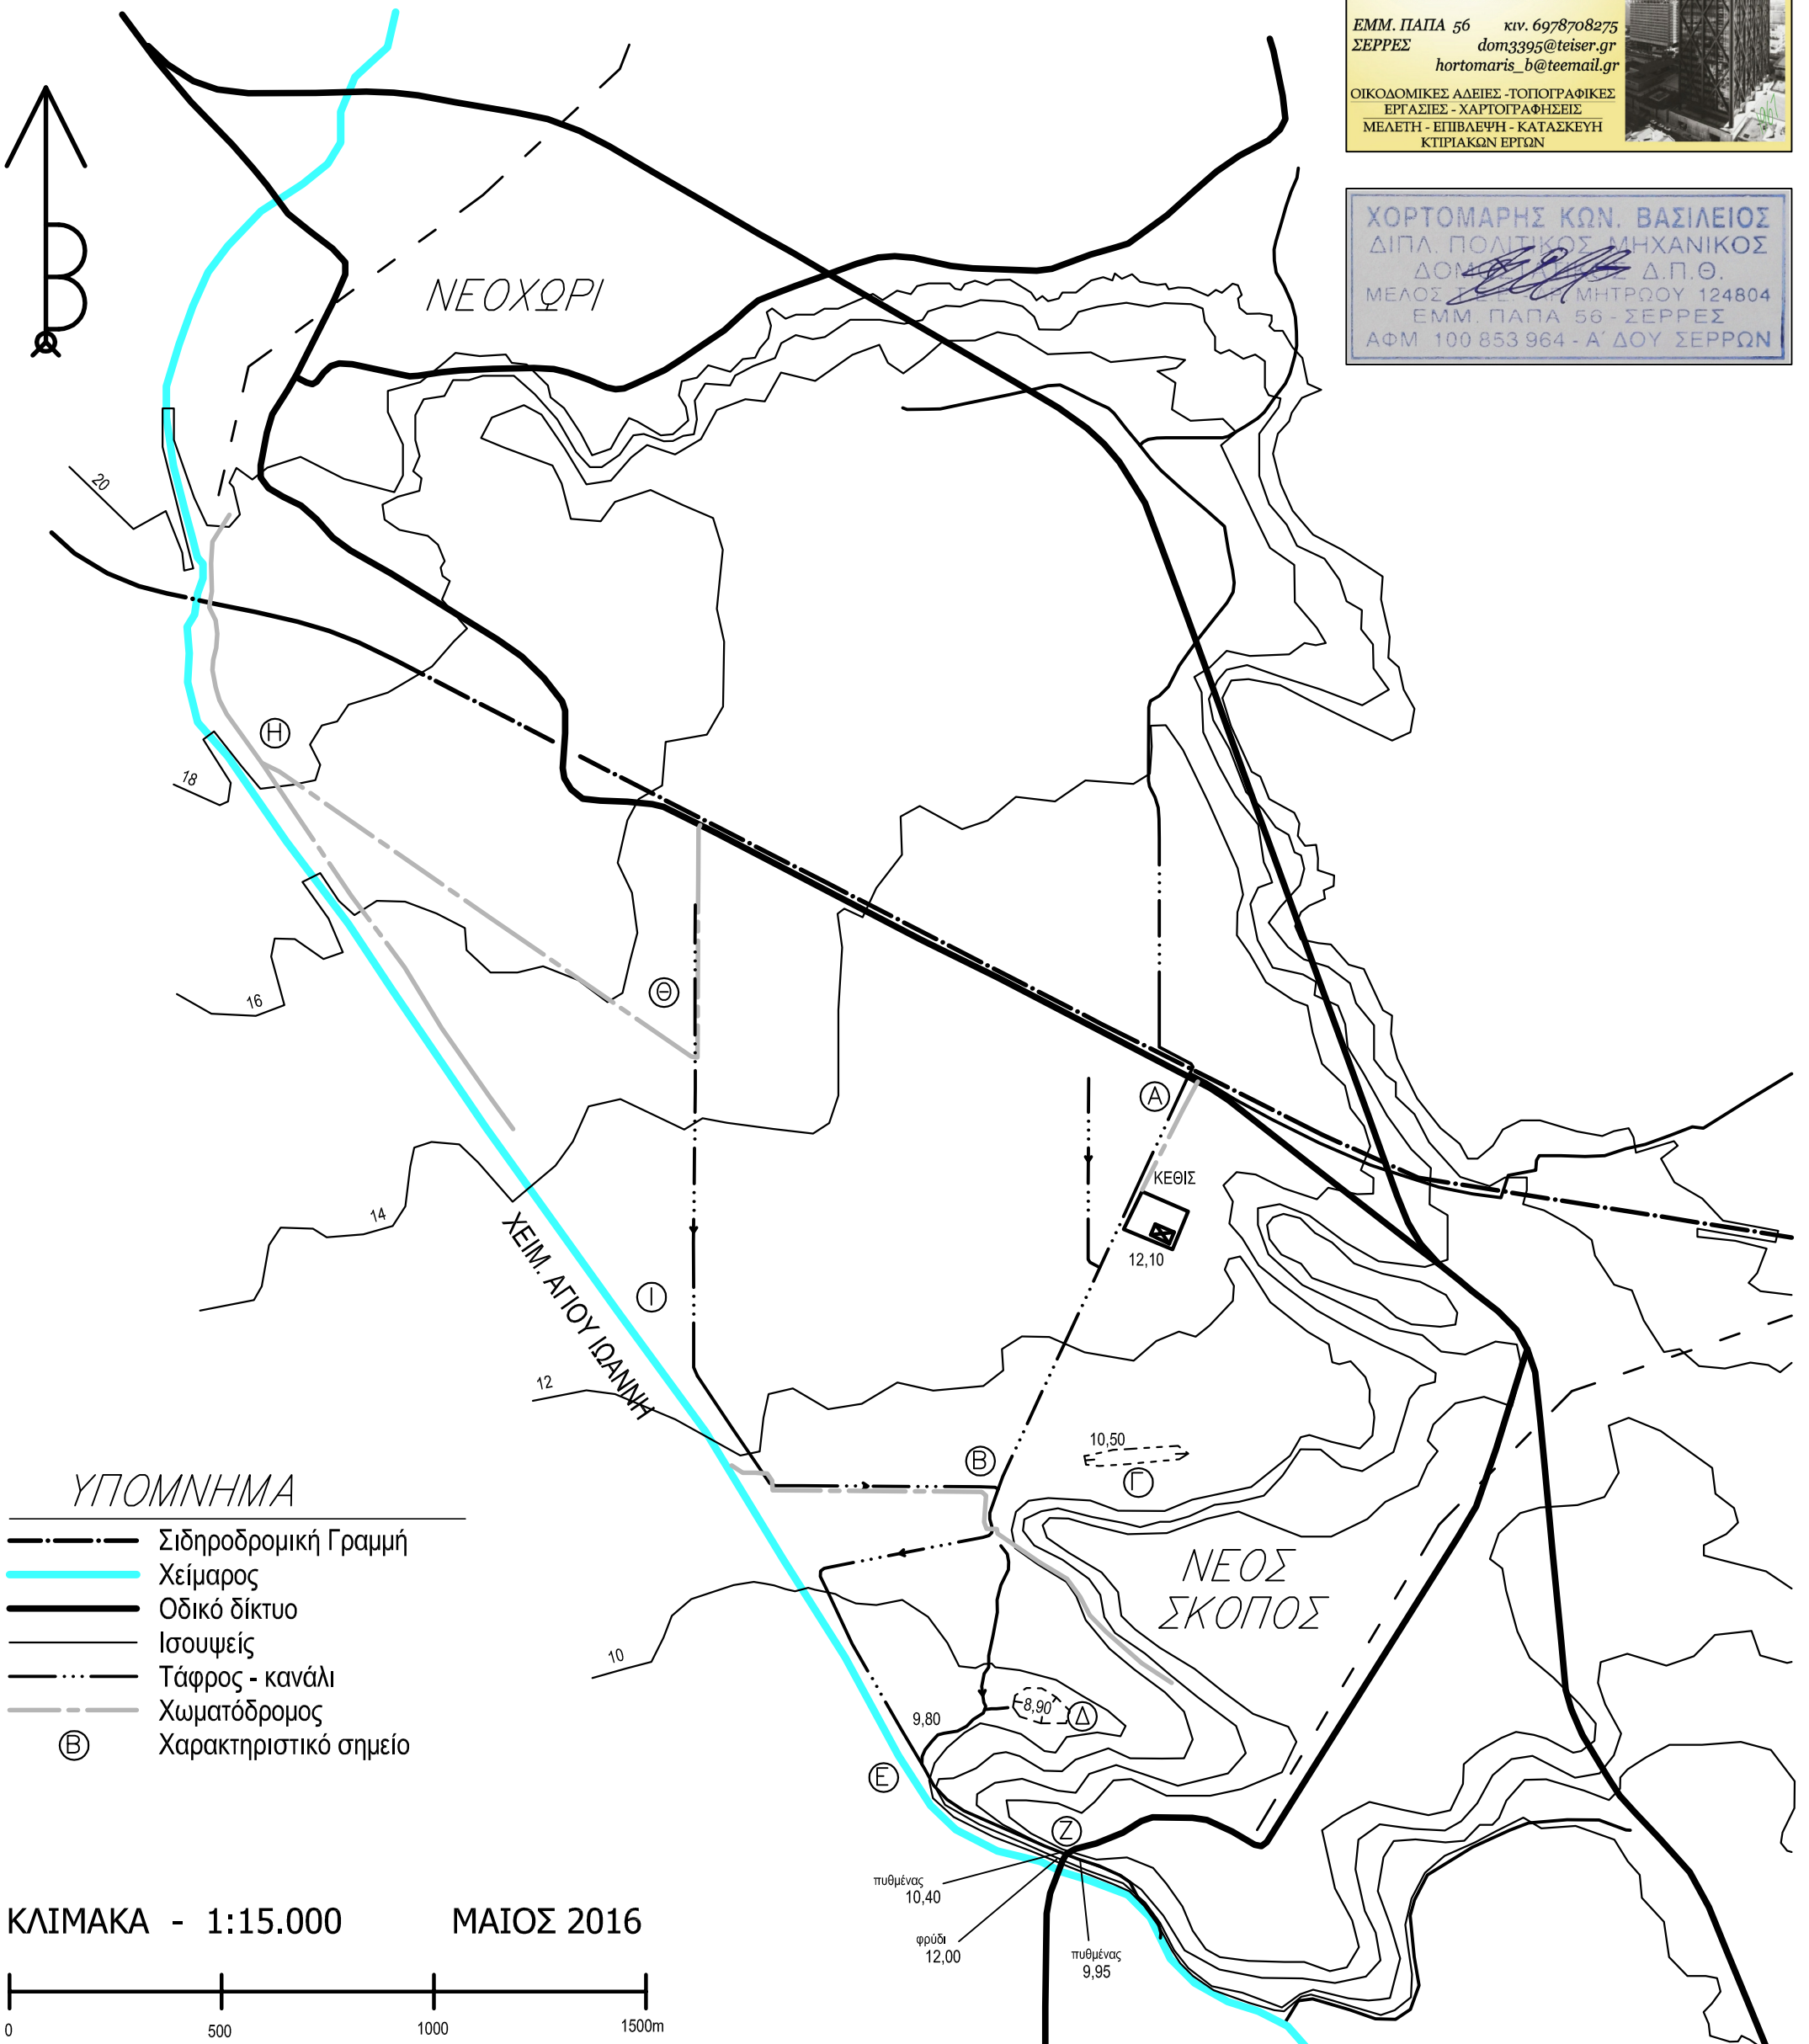 ΕΜΜ. ΠΑΠΑ 56 κιν. 6978708275
ΣΕΡΡΕΣ dom3395@teiser.gr
hortomaris_b@teemail.gr
ΟΙΚΟΔΟΜΙΚΕΣ ΑΔΕΙΕΣ -ΤΟΠΟΓΡΑΦΙΚΕΣ
ΕΡΓΑΣΙΕΣ - ΧΑΡΤΟΓΡΑΦΗΣΕΙΣ
ΜΕΛΕΤΗ - ΕΠΙΒΛΕΨΗ - ΚΑΤΑΣΚΕΥΗ
ΚΤΙΡΙΑΚΩΝ ΕΡΓΩΝ
ΧΟΡΤΟΜΑΡΗΣ ΚΩΝ. ΒΑΣΙΛΕΙΟΣ
ΔΙΠΛ. ΠΟΛΙΤΙΚΟΣ ΜΗΧΑΝΙΚΟΣ
Δ.Π.Θ.
ΜΕΛΟΣ ΜΗΤΡΩΟΥ 124804
ΕΜΜ. ΠΑΠΑ 56 - ΣΕΡΡΕΣ
ΑΦΜ 100 853 964 - Α΄ ΔΟΥ ΣΕΡΡΩΝ
Β
ΝΕΟΧΩΡΙ
20
Η
18
16
Θ
Α
ΚΕΘΙΣ
12,10
14
ΧΕΙΜ. ΑΓΙΟΥ ΙΩΑΝΝΗ
Ι
12
10,50
Β
Γ
ΝΕΟΣ
ΣΚΟΠΟΣ
10
8,90
Δ
9,80
Ε
Ζ
πυθμένας
10,40
φρύδι
12,00
πυθμένας
9,95
ΥΠΟΜΝΗΜΑ
Σιδηροδρομική Γραμμή
Χείμαρος
Οδικό δίκτυο
Ισουψείς
Τάφρος - κανάλι
Χωματόδρομος
Β Χαρακτηριστικό σημείο
ΚΛΙΜΑΚΑ - 1:15.000 ΜΑΙΟΣ 2016
0 500 1000 1500m